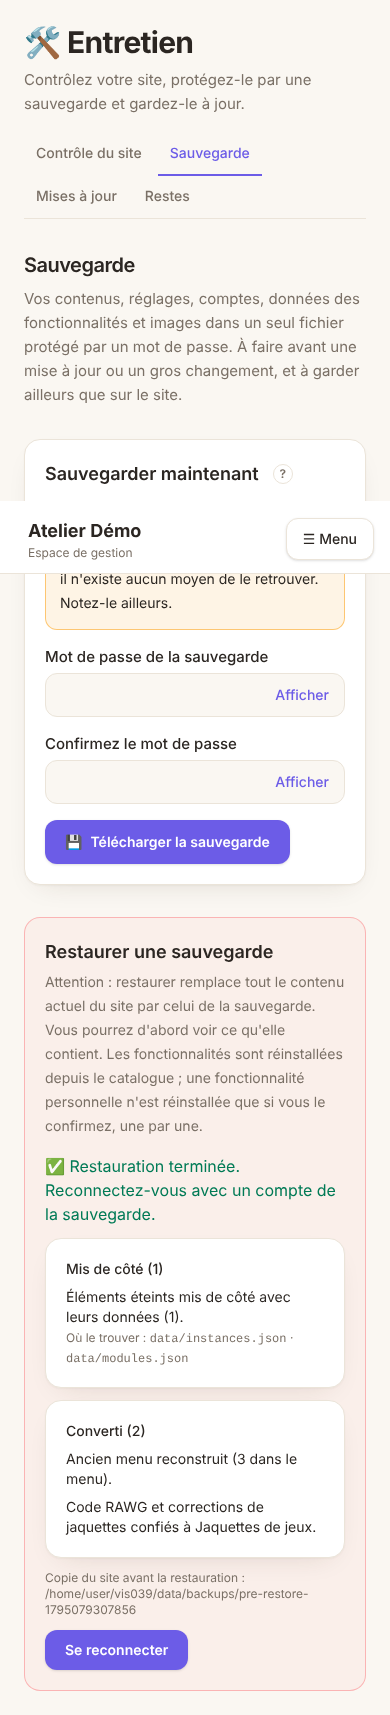 🛠️ Entretien
Contrôlez votre site, protégez-le par une
sauvegarde et gardez-le à jour.
Contrôle du site
Sauvegarde
Mises à jour
Restes
Sauvegarde
Vos contenus, réglages, comptes, données des
fonctionnalités et images dans un seul fichier
protégé par un mot de passe. À faire avant une
mise à jour ou un gros changement, et à garder
ailleurs que sur le site.
Sauvegarder maintenant ?
Atelier Démo
Espace de gestion
☰ Menu
il n'existe aucun moyen de le retrouver.
Notez-le ailleurs.
Mot de passe de la sauvegarde
Afficher
Confirmez le mot de passe
Afficher
💾 Télécharger la sauvegarde
Restaurer une sauvegarde
Attention : restaurer remplace tout le contenu
actuel du site par celui de la sauvegarde.
Vous pourrez d'abord voir ce qu'elle
contient. Les fonctionnalités sont réinstallées
depuis le catalogue ; une fonctionnalité
personnelle n'est réinstallée que si vous le
confirmez, une par une.
✅ Restauration terminée.
Reconnectez-vous avec un compte de
la sauvegarde.
Mis de côté (1)
Éléments éteints mis de côté avec
leurs données (1).
Où le trouver : data/instances.json ·
data/modules.json
Converti (2)
Ancien menu reconstruit (3 dans le
menu).
Code RAWG et corrections de
jaquettes confiés à Jaquettes de jeux.
Copie du site avant la restauration :
/home/user/vis039/data/backups/pre-restore-
1795079307856
Se reconnecter